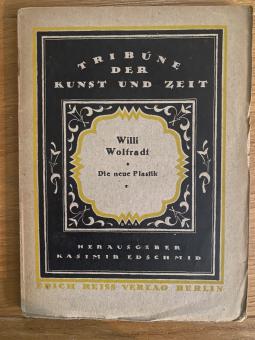 TRIBÜNE
DER
KUNST UND ZEIT
Willi
Wolfradt
Die neue Plastik
HERAUSGEBER
KASIMIR EDSCHMID
ERICH REISS VERLAG BERLIN